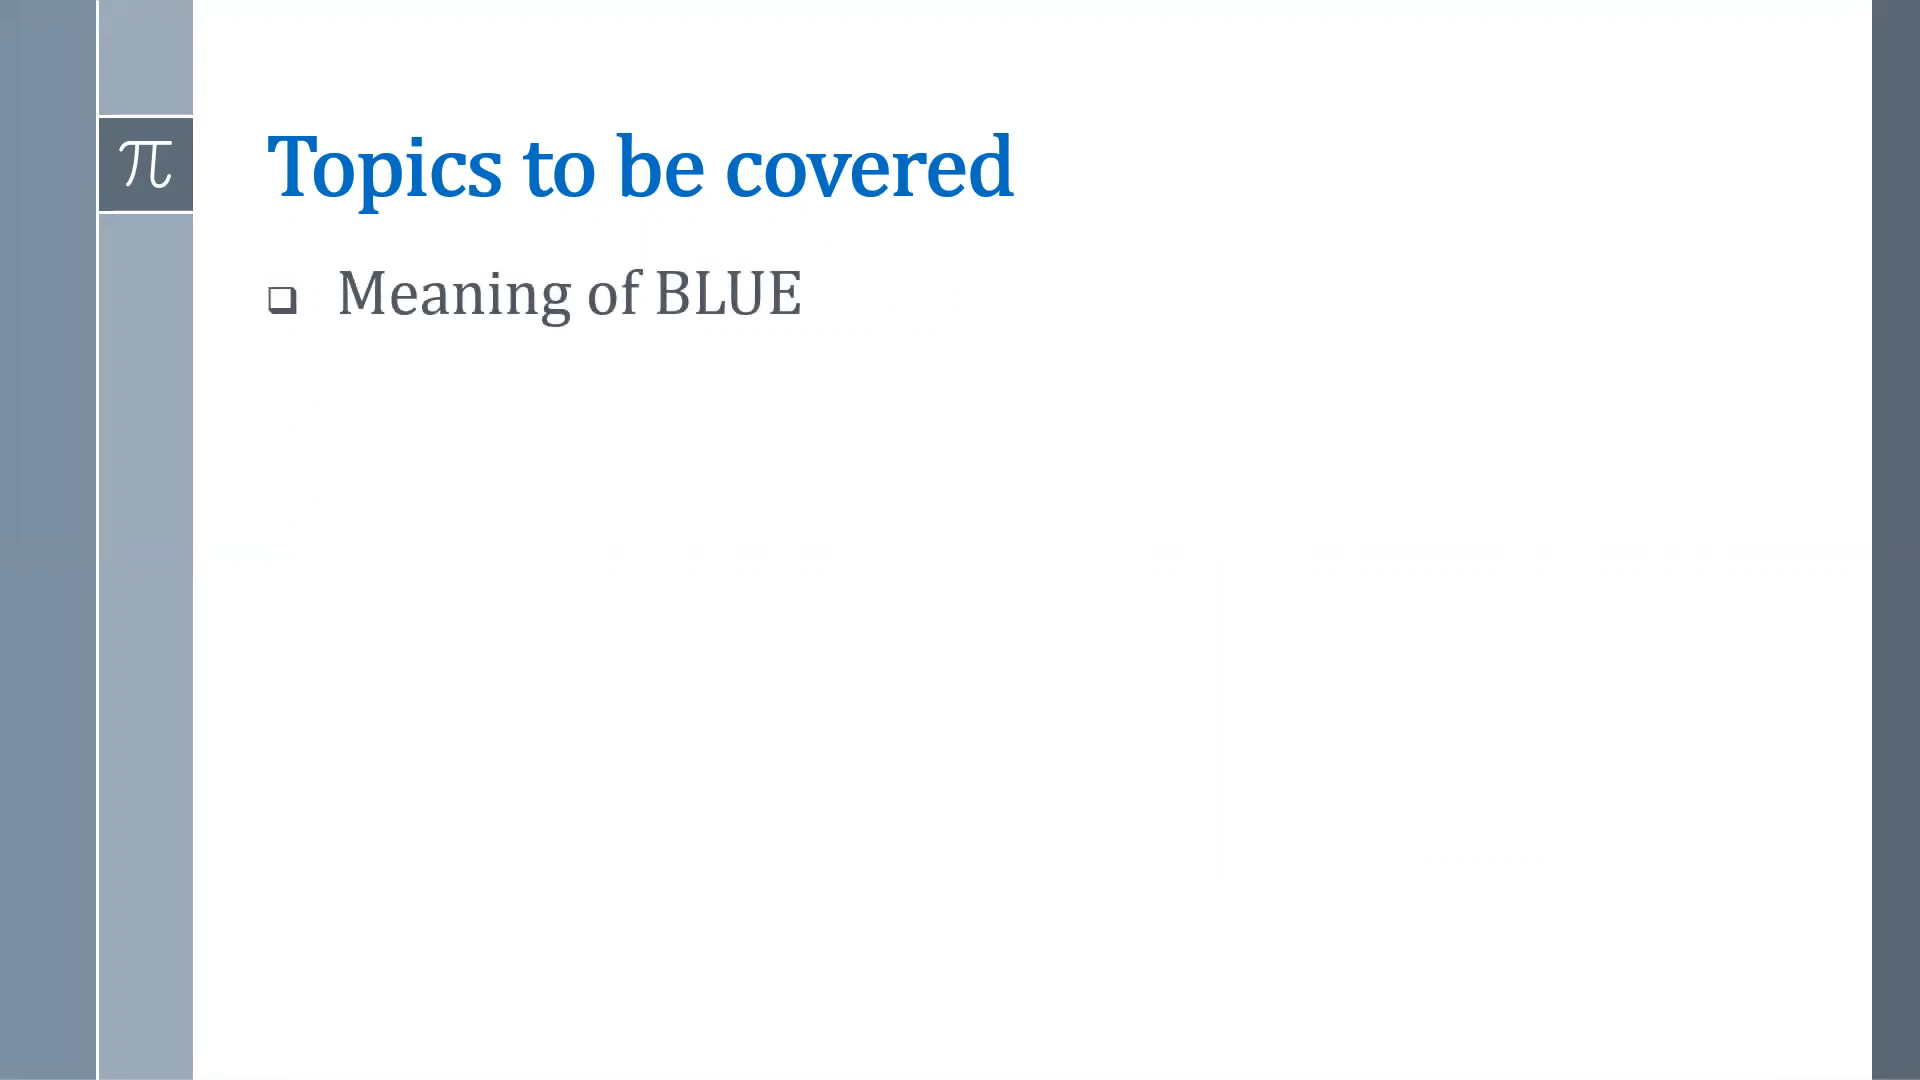 π
Topics to be covered
❑ Meaning of BLUE